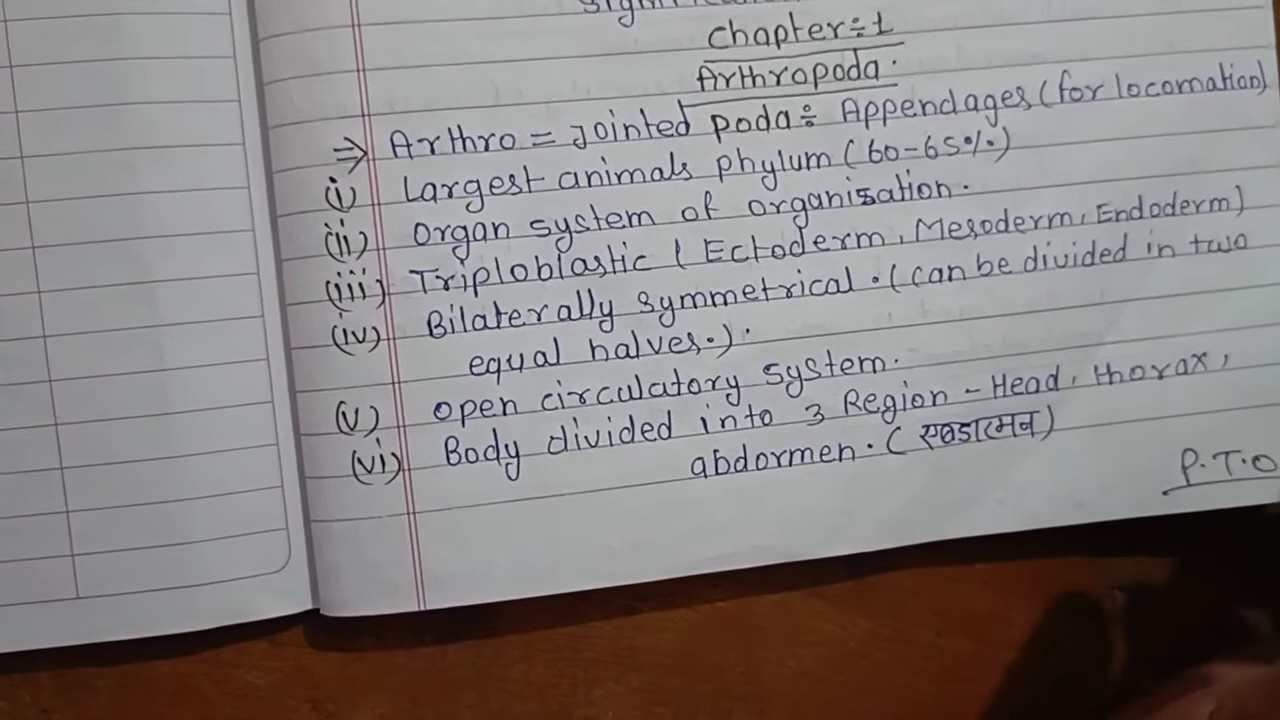 Chapter÷1
Arthropoda.
⇒ Arthro = Jointed poda÷ Appendages (for locomation)
(i) Largest animals phylum (60-65%.)
(ii) organ system of organisation.
(iii) Triploblastic ( Ectoderm, Mesoderm, Endoderm)
(iv) Bilaterally symmetrical. (can be divided in two
equal halves.).
(v) open circulatory system.
(vi) Body divided into 3 Region - Head, thorax,
abdormen. (एबडामेन)
P.T.O